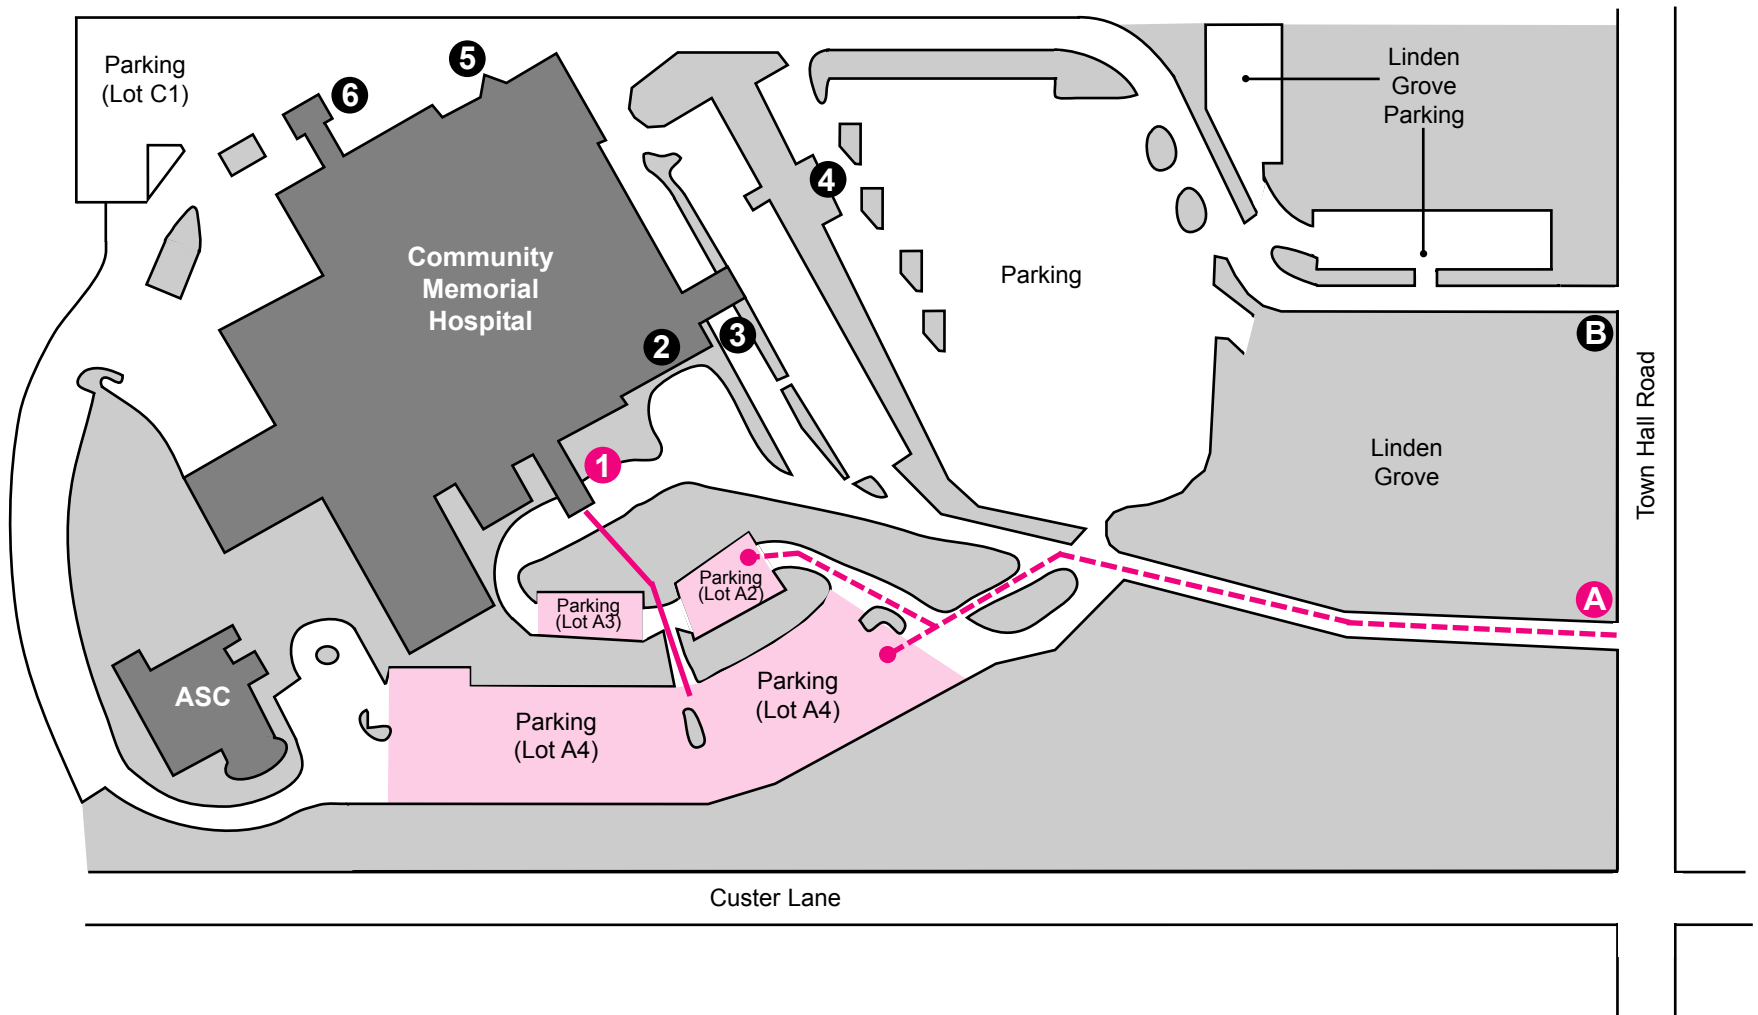 Parking
(Lot C1)
6
5
Linden
Grove
Parking
4
Community
Memorial
Hospital
Parking
2
3
B
1
Linden
Grove
Town Hall Road
Parking
(Lot A2)
Parking
(Lot A3)
A
ASC
Parking
(Lot A4)
Parking
(Lot A4)
Custer Lane